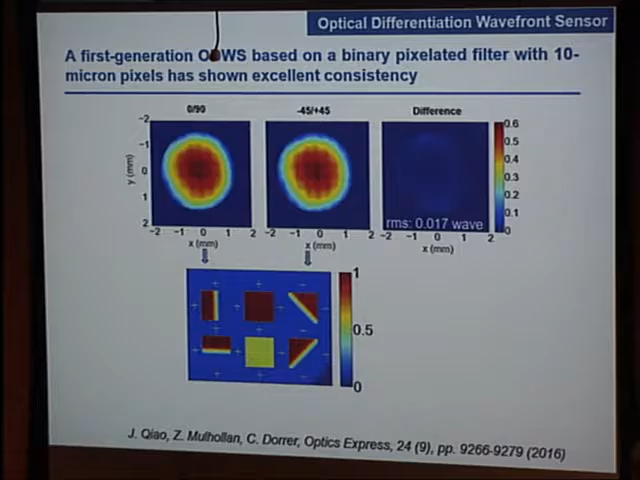 Optical Differentiation Wavefront Sensor
A first-generation ODWS based on a binary pixelated filter with 10-
micron pixels has shown excellent consistency
0/90
-45/+45
Difference
-2
-1
0
1
2
y (mm)
-2 -1 0 1 2
x (mm)
-2 -1 0 1 2
x (mm)
rms: 0.017 wave
-2 -1 0 1 2
x (mm)
0.6
0.5
0.4
0.3
0.2
0.1
0
1
0.5
0
J. Qiao, Z. Mulhollan, C. Dorrer, Optics Express, 24 (9), pp. 9266-9279 (2016)